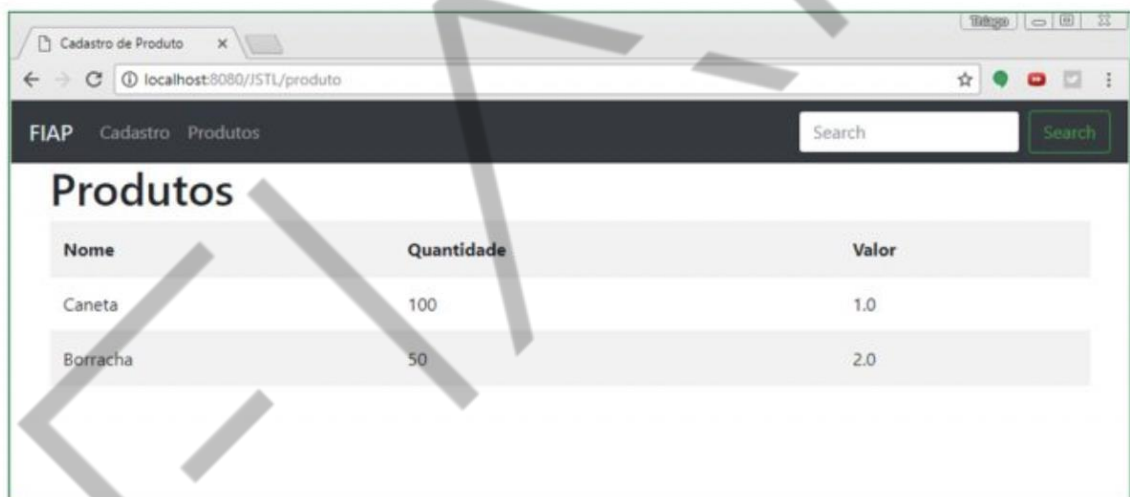 Thiago
Cadastro de Produto
localhost:8080/JSTL/produto
FIAP Cadastro Produtos Search Search
Produtos
Nome Quantidade Valor
Caneta 100 1.0
Borracha 50 2.0